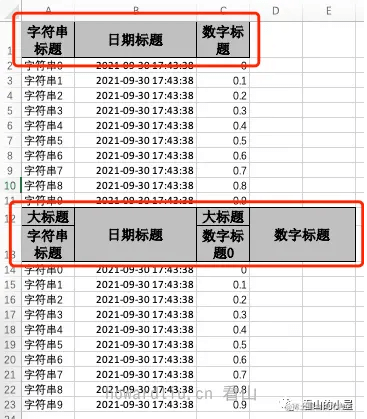 A B C D E
1 字符串标题 日期标题 数字标题
2 字符串0 2021-09-30 17:43:38 0
3 字符串1 2021-09-30 17:43:38 0.1
4 字符串2 2021-09-30 17:43:38 0.2
5 字符串3 2021-09-30 17:43:38 0.3
6 字符串4 2021-09-30 17:43:38 0.4
7 字符串5 2021-09-30 17:43:38 0.5
8 字符串6 2021-09-30 17:43:38 0.6
9 字符串7 2021-09-30 17:43:38 0.7
10 字符串8 2021-09-30 17:43:38 0.8
11 字符串9 2021-09-30 17:43:38 0.9
12 大标题 日期标题 大标题 数字标题
13 字符串标题 数字标题0
14 字符串0 2021-09-30 17:43:38 0
15 字符串1 2021-09-30 17:43:38 0.1
16 字符串2 2021-09-30 17:43:38 0.2
17 字符串3 2021-09-30 17:43:38 0.3
18 字符串4 2021-09-30 17:43:38 0.4
19 字符串5 2021-09-30 17:43:38 0.5
20 字符串6 2021-09-30 17:43:38 0.6
21 字符串7 2021-09-30 17:43:38 0.7
22 字符串8 2021-09-30 17:43:38 0.8
23 字符串9 2021-09-30 17:43:38 0.9
howardliu.cn 看山
看山的小屋